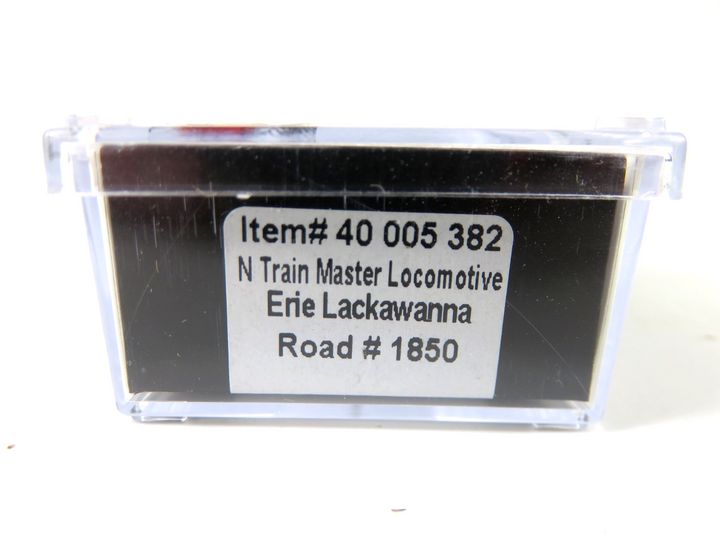 Item# 40 005 382
N Train Master Locomotive
Erie Lackawanna
Road # 1850